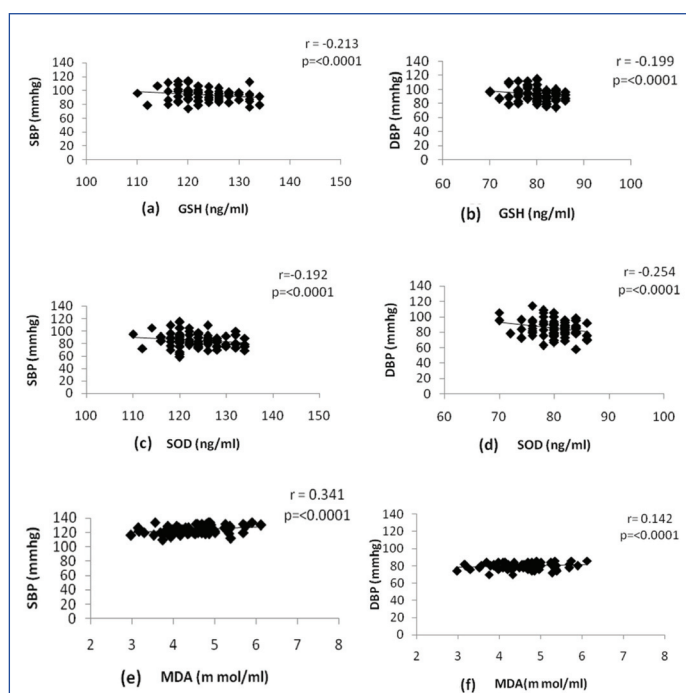 r = -0.213
p=<0.0001
SBP (mmhg)
140
120
100
80
60
40
20
0
100 110 120 130 140 150
(a) GSH (ng/ml)
r = -0.199
p=<0.0001
DBP (mmhg)
140
120
100
80
60
40
20
0
60 70 80 90 100
(b) GSH (ng/ml)
r=-0.192
p=<0.0001
SBP (mmhg)
140
120
100
80
60
40
20
0
100 110 120 130 140 150
(c) SOD (ng/ml)
r = -0.254
p=<0.0001
DBP (mmhg)
140
120
100
80
60
40
20
0
60 70 80 90 100
(d) SOD (ng/ml)
r = 0.341
p=<0.0001
SBP (mmhg)
140
120
100
80
60
40
20
0
2 3 4 5 6 7 8
(e) MDA (m mol/ml)
r= 0.142
p=<0.0001
DBP (mmhg)
140
120
100
80
60
40
20
0
2 3 4 5 6 7 8
(f) MDA(m mol/ml)